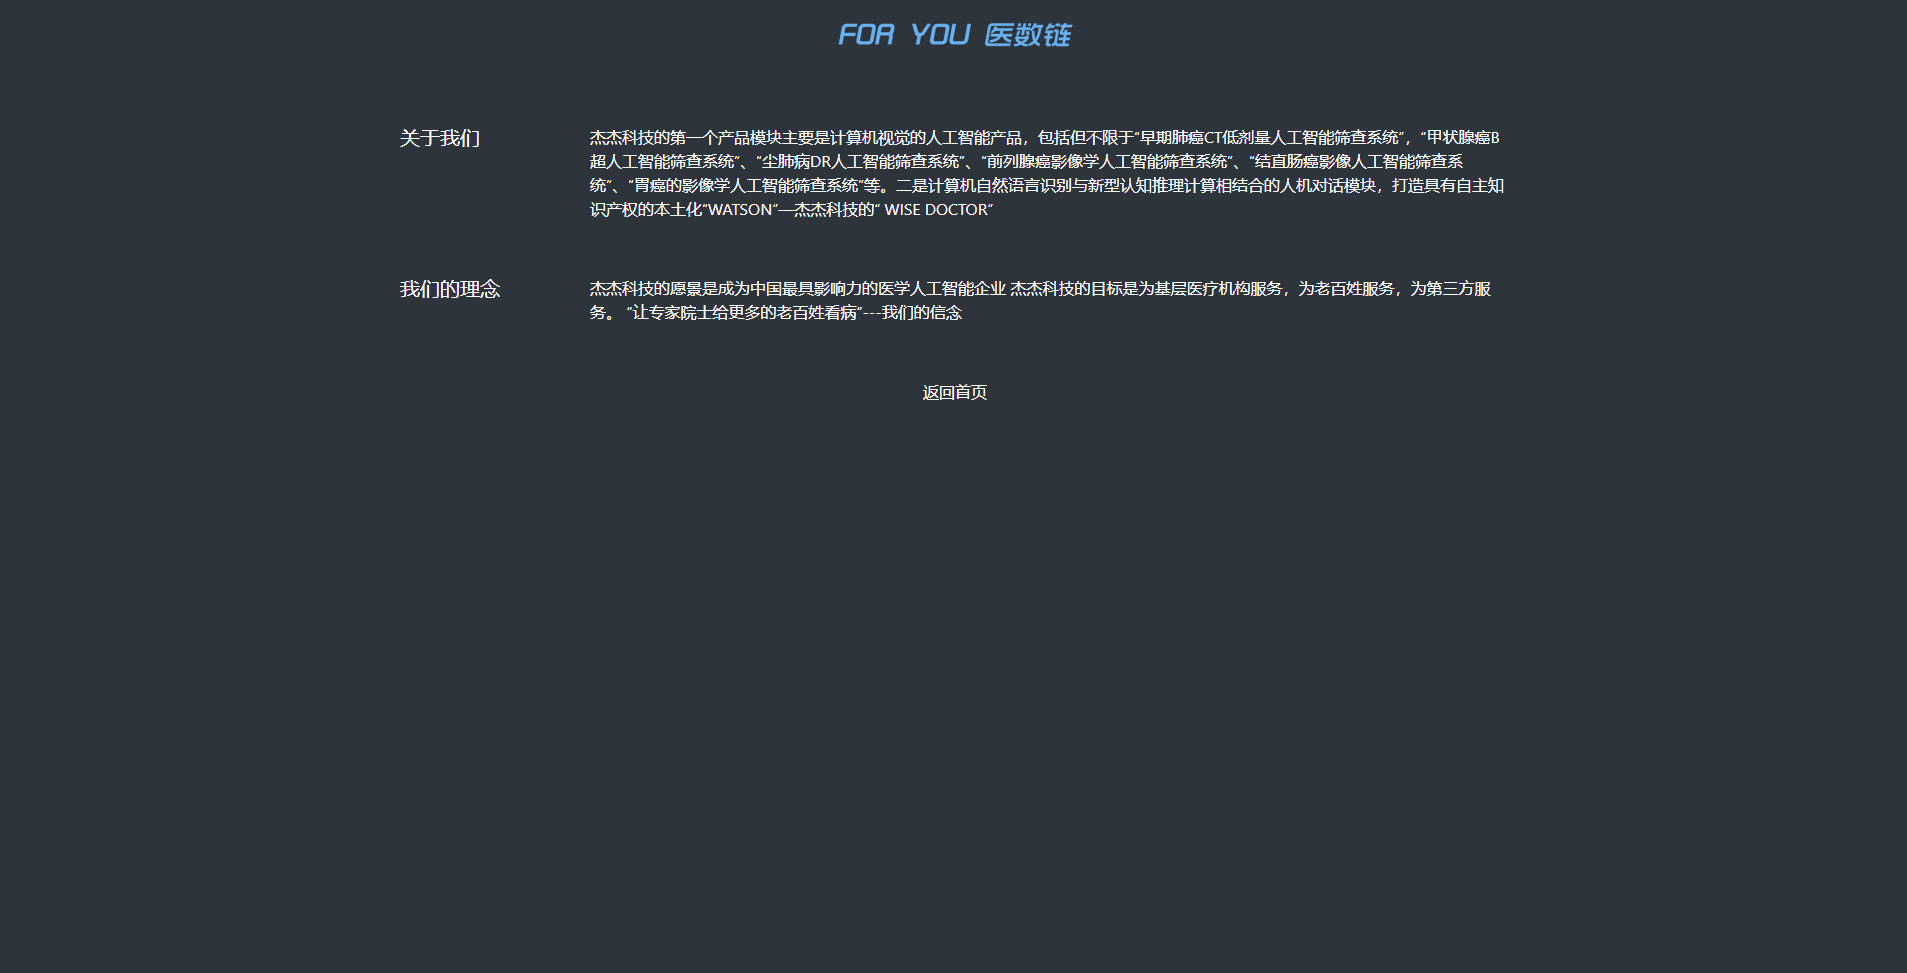 FOR YOU 医数链
关于我们
杰杰科技的第一个产品模块主要是计算机视觉的人工智能产品，包括但不限于“早期肺癌CT低剂量人工智能筛查系统”，“甲状腺癌B
超人工智能筛查系统”、“尘肺病DR人工智能筛查系统”、“前列腺癌影像学人工智能筛查系统”、“结直肠癌影像人工智能筛查系
统”、“胃癌的影像学人工智能筛查系统”等。二是计算机自然语言识别与新型认知推理计算相结合的人机对话模块，打造具有自主知
识产权的本土化“WATSON”—杰杰科技的“ WISE DOCTOR”
我们的理念
杰杰科技的愿景是成为中国最具影响力的医学人工智能企业 杰杰科技的目标是为基层医疗机构服务，为老百姓服务，为第三方服
务。 “让专家院士给更多的老百姓看病”---我们的信念
返回首页